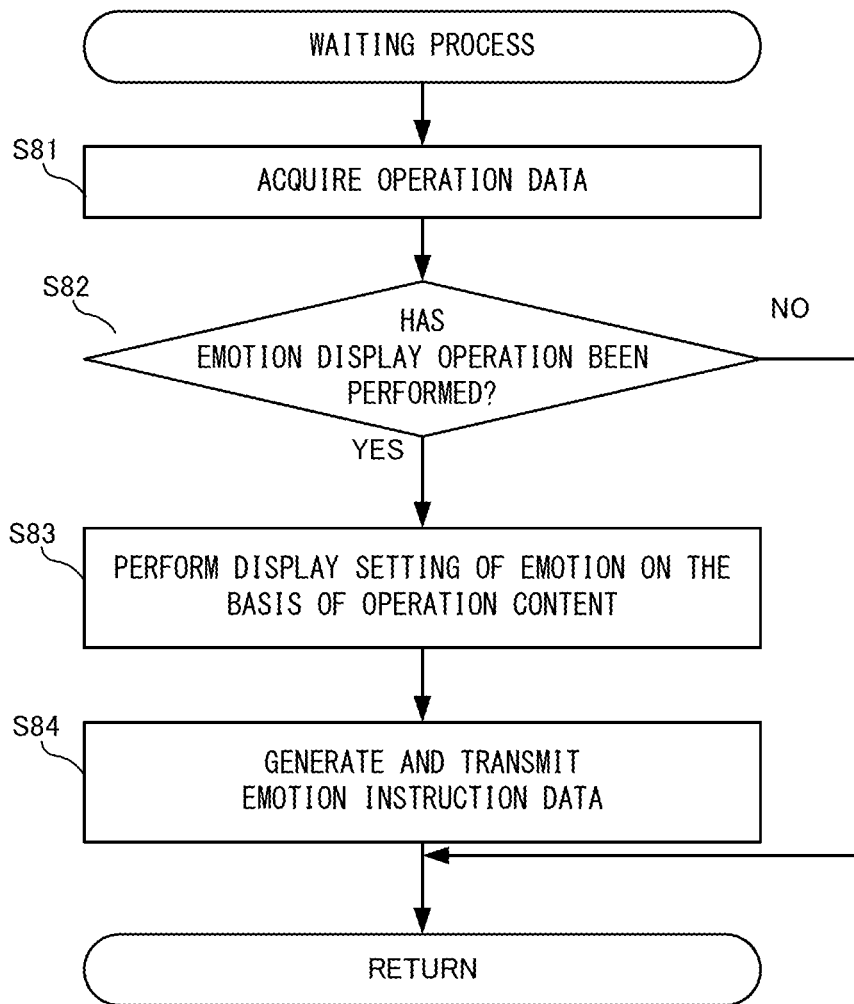 WAITING PROCESS
S81
ACQUIRE OPERATION DATA
S82
HAS
EMOTION DISPLAY OPERATION BEEN
PERFORMED?
NO
YES
S83
PERFORM DISPLAY SETTING OF EMOTION ON THE
BASIS OF OPERATION CONTENT
S84
GENERATE AND TRANSMIT
EMOTION INSTRUCTION DATA
RETURN